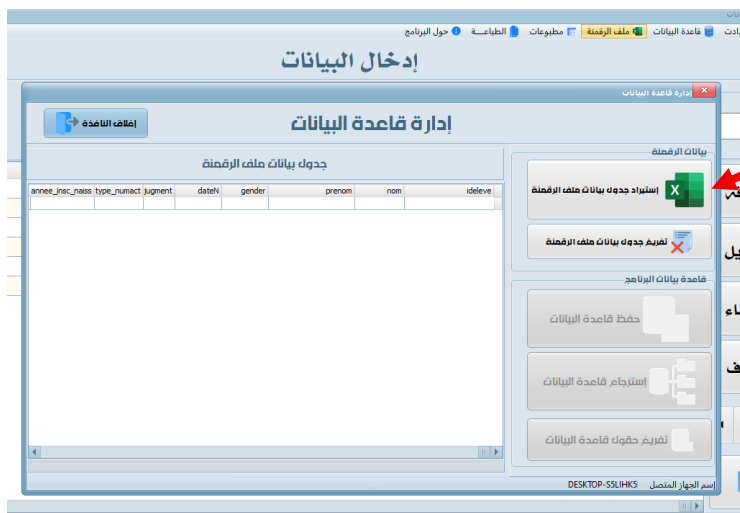 قاعدة البيانات ملف الرقمنة مطبوعات الطباعـــة حول البرنامج
إدخال البيانات
إدارة قاعدة البيانات
إدارة قاعدة البيانات
إغلاق النافذة
بيانات الرقمنة
إستيراد جدول بيانات ملف الرقمنة
تفريغ جدول بيانات ملف الرقمنة
قاعدة بيانات البرنامج
حفظ قاعدة البيانات
إسترجاع قاعدة البيانات
تفريغ حقول قاعدة البيانات
جدول بيانات ملف الرقمنة
annee_insc_naiss type_numact jugment dateN gender prenom nom ideleve
إسم الجهاز المتصل DESKTOP-S5LIHK5